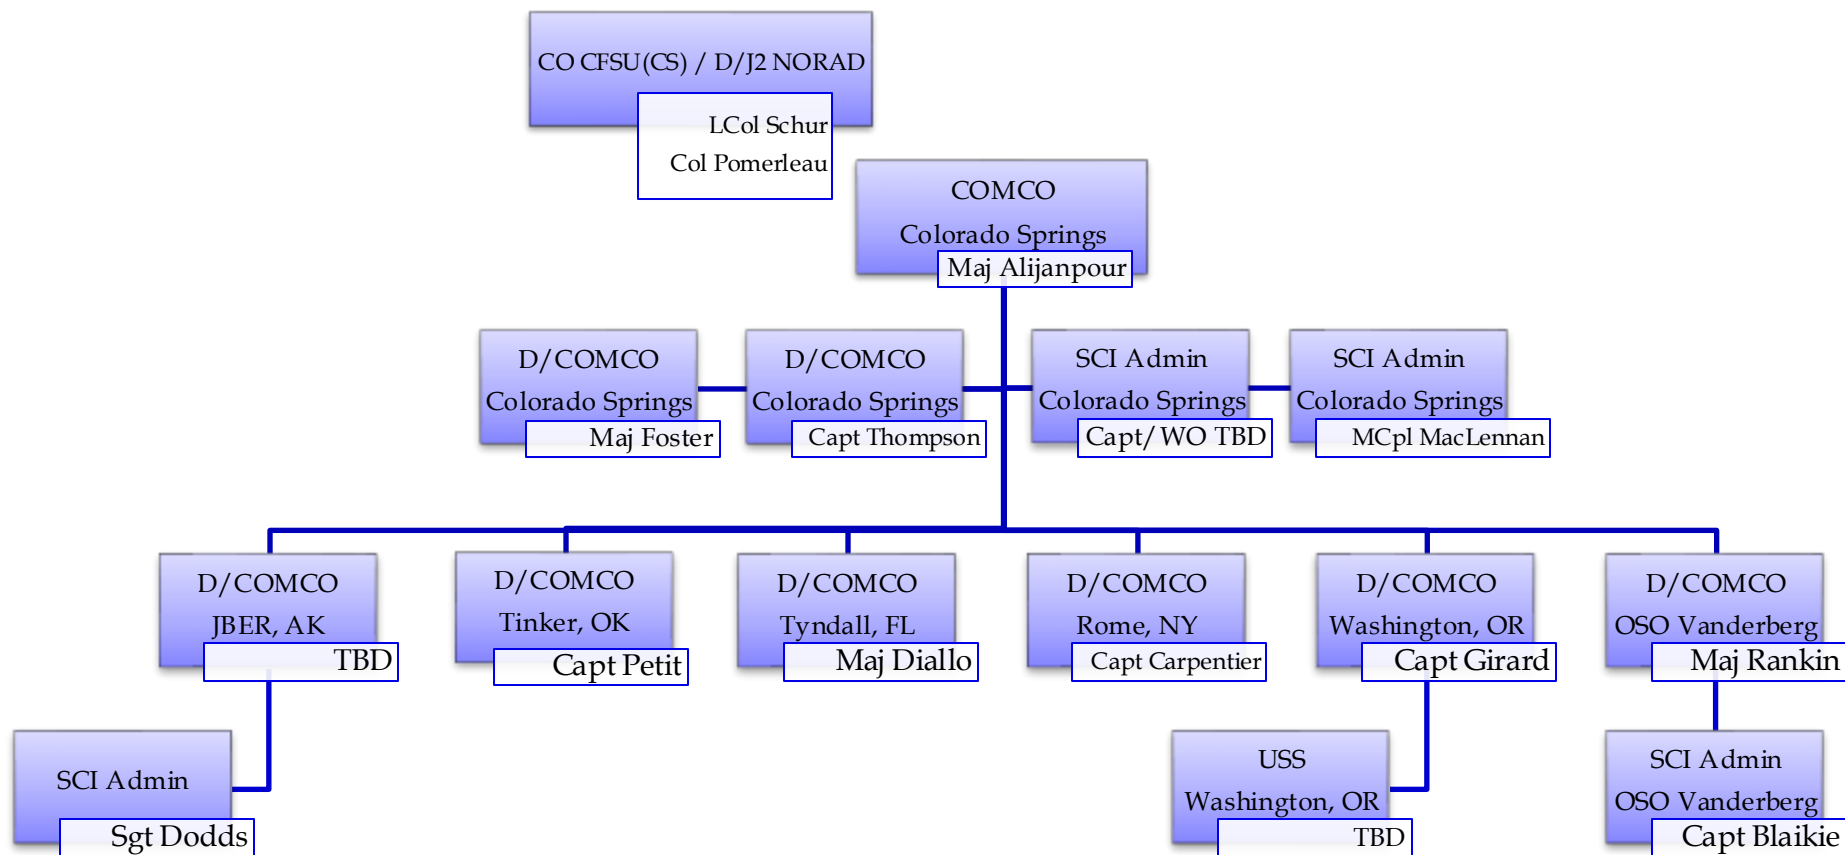 CO CFSU(CS) / D/J2 NORAD
LCol Schur
Col Pomerleau
COMCO
Colorado Springs
Maj Alijanpour
D/COMCO
Colorado Springs
Maj Foster
D/COMCO
Colorado Springs
Capt Thompson
SCI Admin
Colorado Springs
Capt/WO TBD
SCI Admin
Colorado Springs
MCpl MacLennan
D/COMCO
JBER, AK
TBD
D/COMCO
Tinker, OK
Capt Petit
D/COMCO
Tyndall, FL
Maj Diallo
D/COMCO
Rome, NY
Capt Carpentier
D/COMCO
Washington, OR
Capt Girard
D/COMCO
OSO Vanderberg
Maj Rankin
SCI Admin
Sgt Dodds
USS
Washington, OR
TBD
SCI Admin
OSO Vanderberg
Capt Blaikie